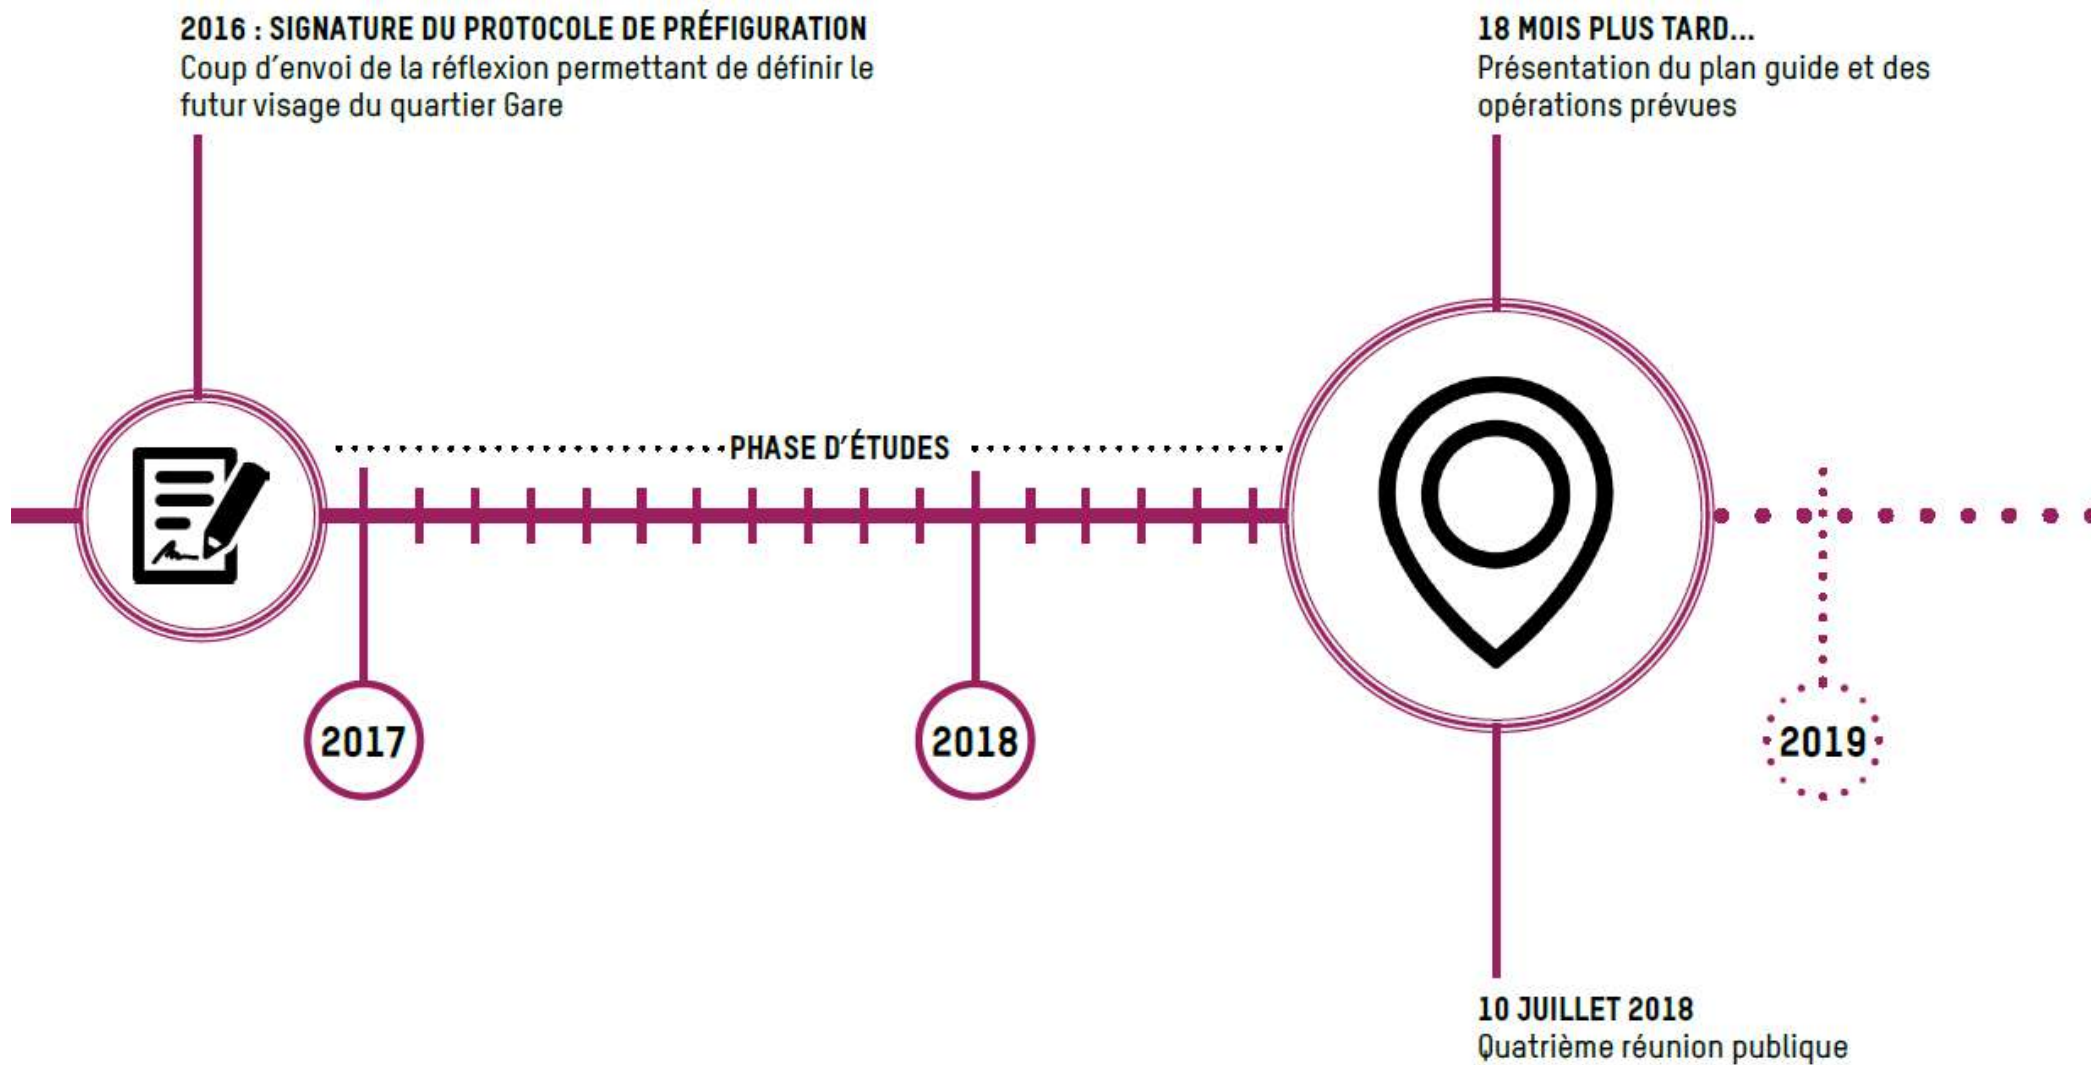 2016 : SIGNATURE DU PROTOCOLE DE PRÉFIGURATION
Coup d'envoi de la réflexion permettant de définir le
futur visage du quartier Gare
18 MOIS PLUS TARD...
Présentation du plan guide et des
opérations prévues
PHASE D'ÉTUDES
2017
2018
2019
10 JUILLET 2018
Quatrième réunion publique